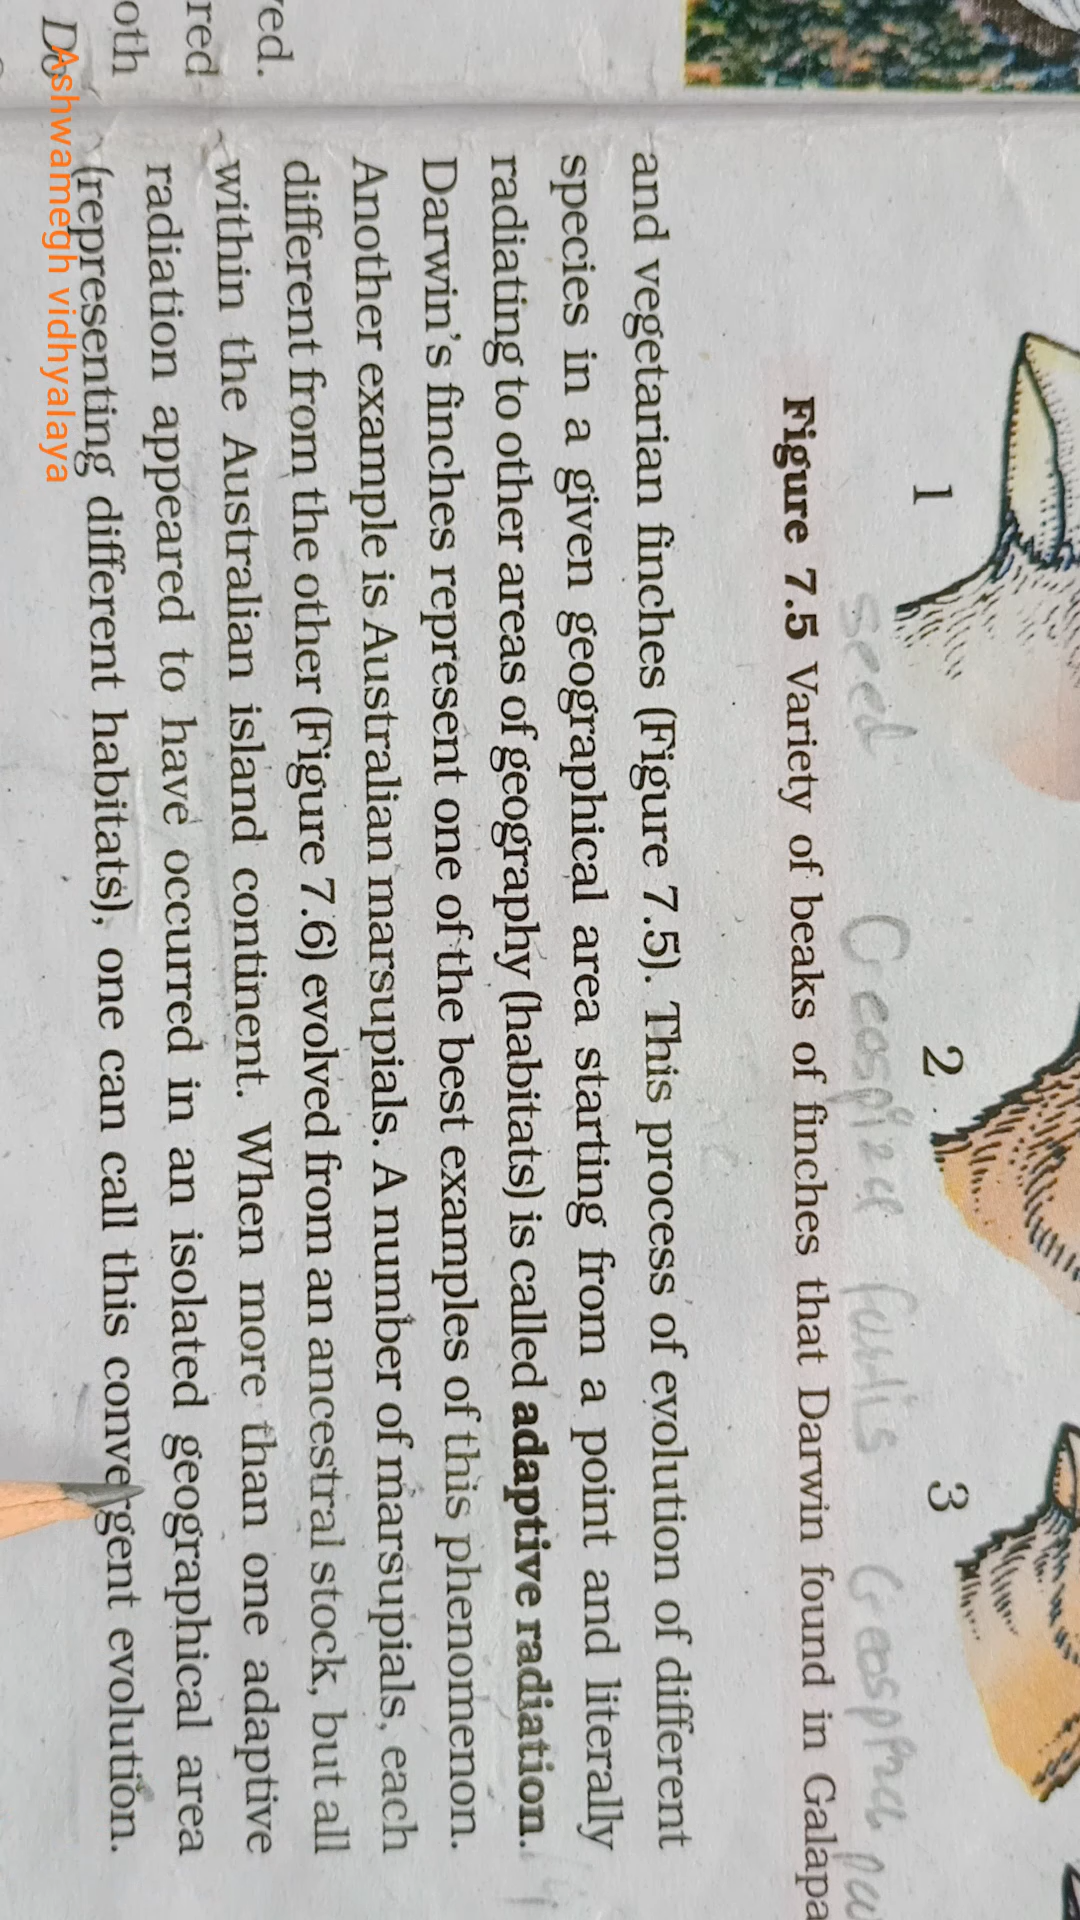 1
2
3
seed
Figure 7.5 Variety of beaks of finches that Darwin found in Galapa
and vegetarian finches (Figure 7.5). This process of evolution of different
species in a given geographical area starting from a point and literally
radiating to other areas of geography (habitats) is called adaptive radiation.
Darwin's finches represent one of the best examples of this phenomenon.
Another example is Australian marsupials. A number of marsupials, each
different from the other (Figure 7.6) evolved from an ancestral stock, but all
within the Australian island continent. When more than one adaptive
radiation appeared to have occurred in an isolated geographical area
(representing different habitats), one can call this convergent evolution.
red
oth
Ashwamegh vidhyalaya